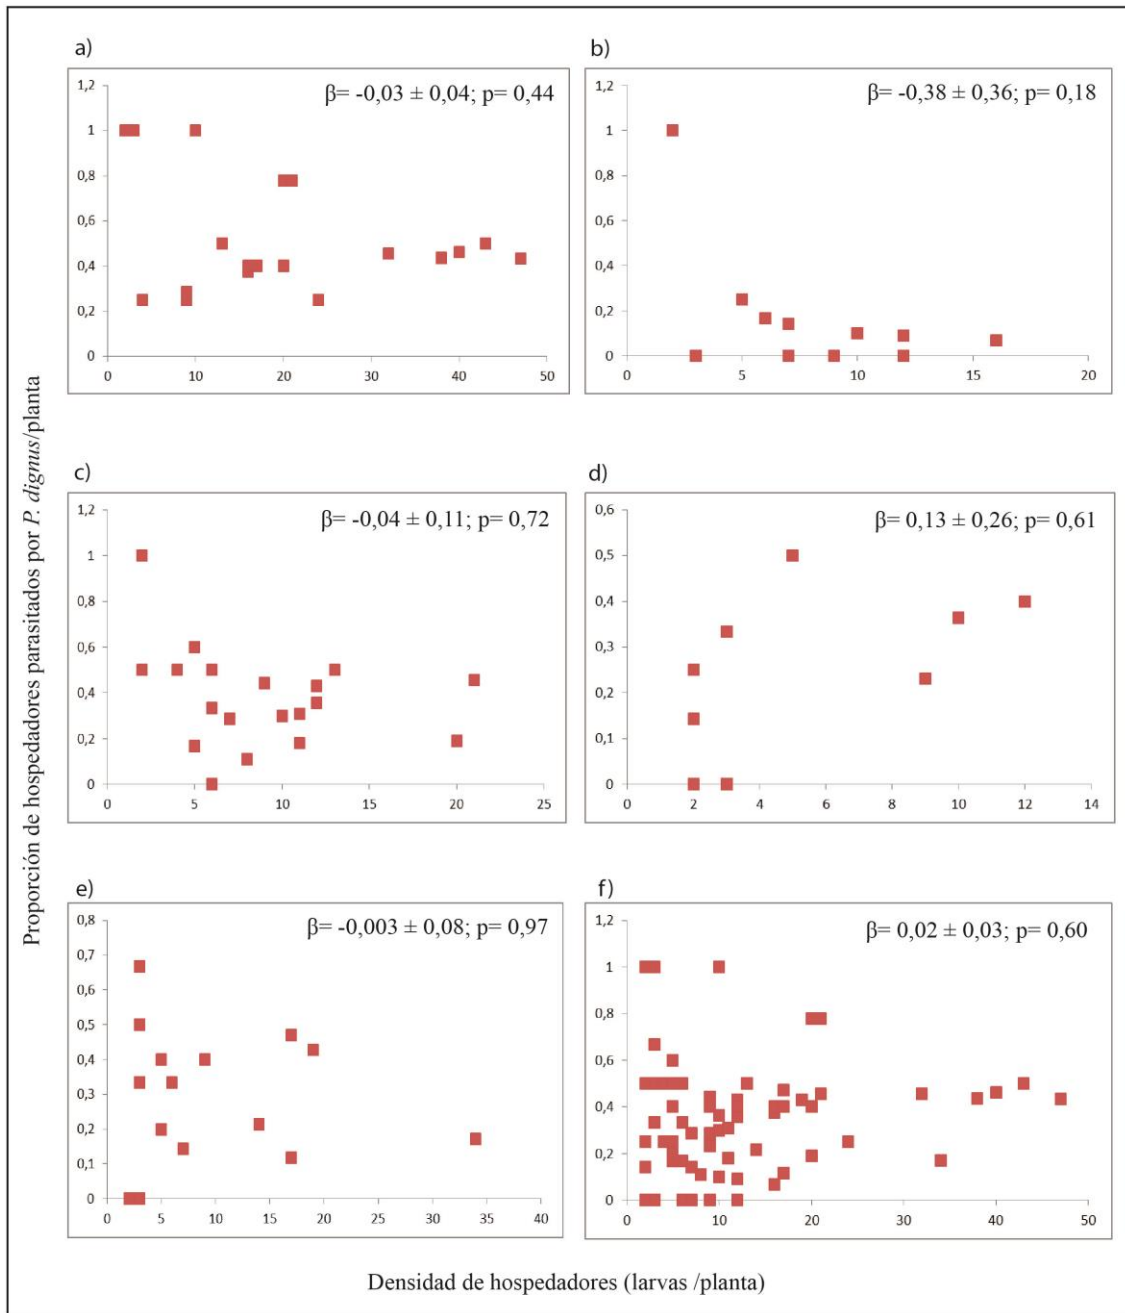 Proporción de hospedadores parasitados por P. dignus/planta
a)
β= -0,03 ± 0,04; p= 0,44
1,2
1
0,8
0,6
0,4
0,2
0
0 10 20 30 40 50
b)
β= -0,38 ± 0,36; p= 0,18
1,2
1
0,8
0,6
0,4
0,2
0
0 5 10 15 20
c)
β= -0,04 ± 0,11; p= 0,72
1,2
1
0,8
0,6
0,4
0,2
0
0 5 10 15 20 25
d)
β= 0,13 ± 0,26; p= 0,61
0,6
0,5
0,4
0,3
0,2
0,1
0
0 2 4 6 8 10 12 14
e)
β= -0,003 ± 0,08; p= 0,97
0,8
0,7
0,6
0,5
0,4
0,3
0,2
0,1
0
0 5 10 15 20 25 30 35 40
f)
β= 0,02 ± 0,03; p= 0,60
1,2
1
0,8
0,6
0,4
0,2
0
0 10 20 30 40 50
Densidad de hospedadores (larvas /planta)